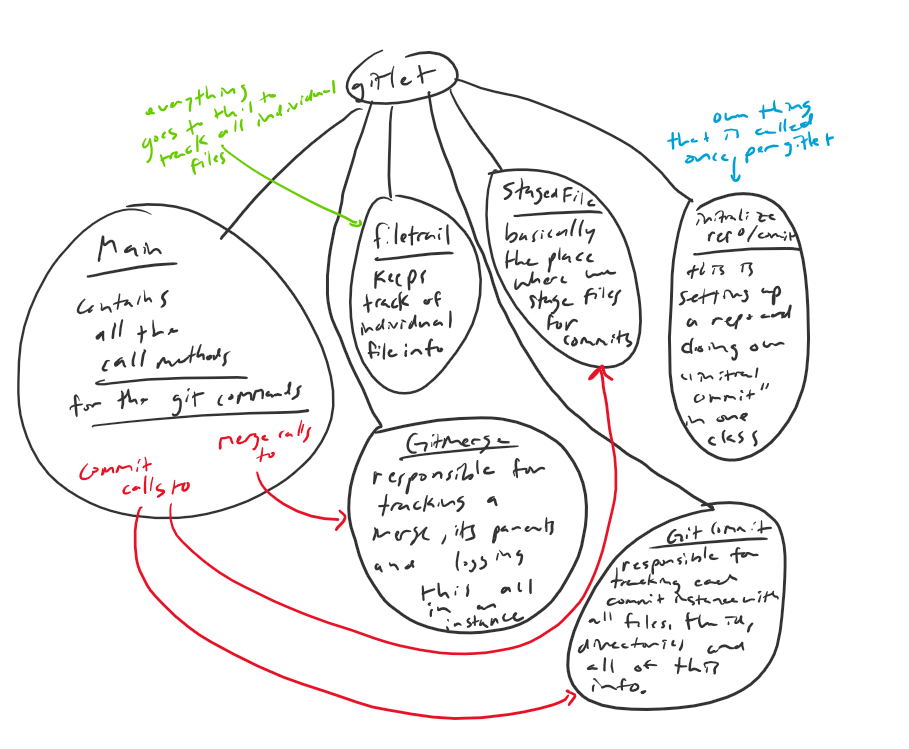 gitlet
everything
goes to this to
track all individual
files
own thing
that is called
once per gitlet
Main
contains
all the
call methods
for the git commands
commit
calls to
merge calls
to
filetrail
keeps
track of
individual
file info
StagedFile
basically
the place
where we
stage files
for
commits
initialize
repo/commit
this is
setting up
a repo and
doing our
"initial
commit"
in one
class
GitMerge
responsible for
tracking a
merge, its parents
and logging
this all
in an
instance
Git Commit
responsible for
tracking each
commit instance with
all files, the ids,
directories and
all of this
info.